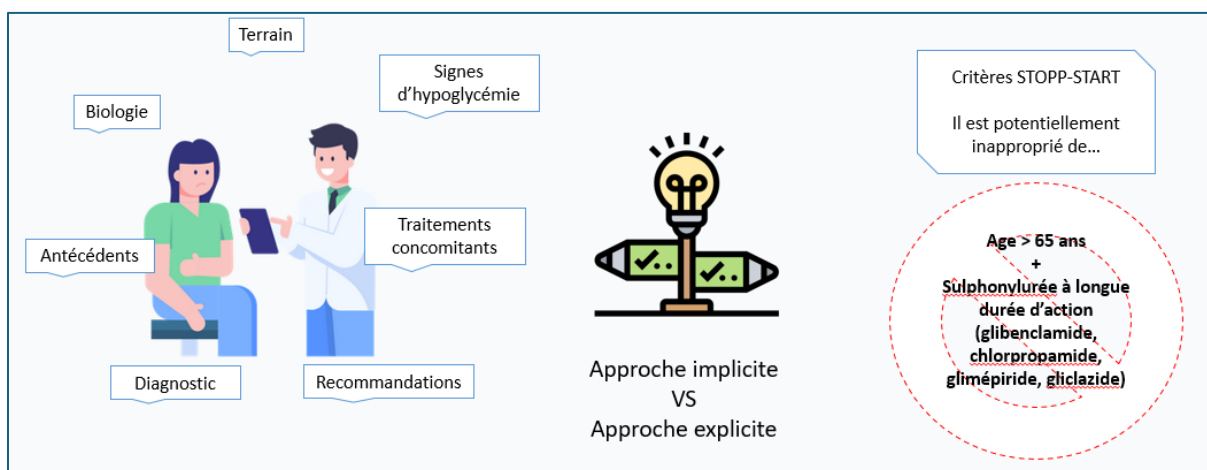 Terrain
Signes
d’hypoglycémie
Biologie
Antécédents
Traitements
concomitants
Diagnostic
Recommandations
Approche implicite
VS
Approche explicite
Critères STOPP-START
Il est potentiellement
inapproprié de...
Age > 65 ans
+
Sulphonylurée à longue
durée d’action
(glibenclamide,
chlorpropamide,
glimépiride, gliclazide)